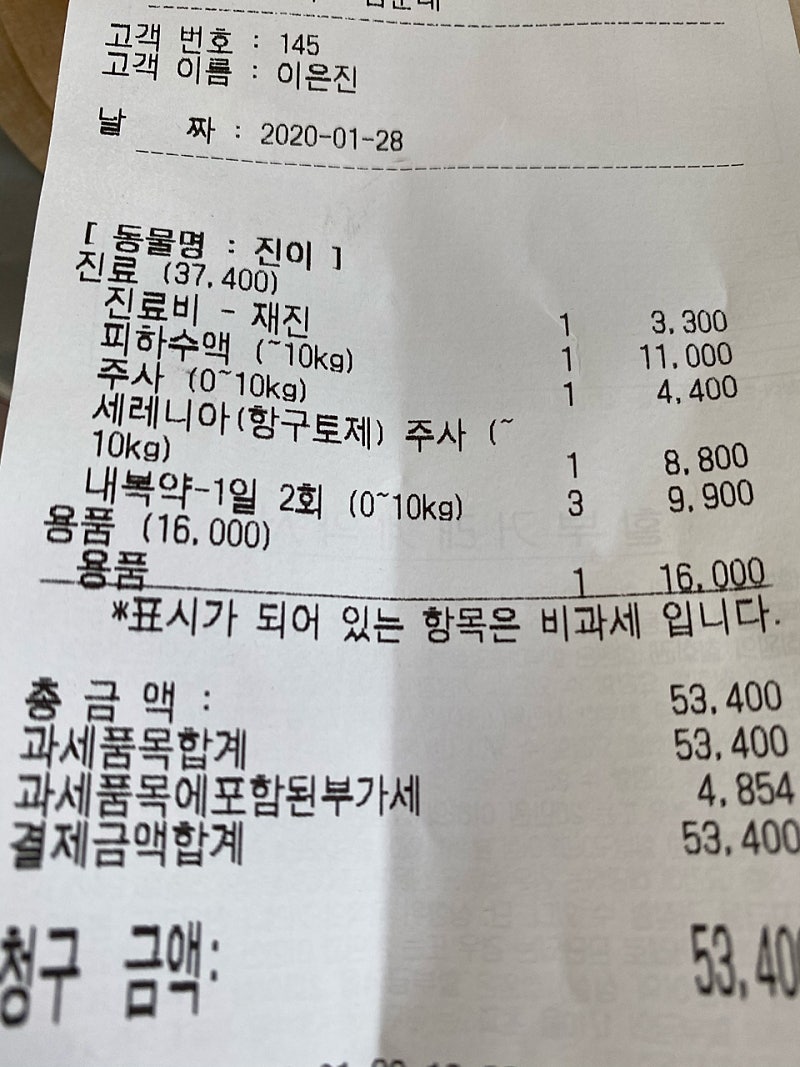 고객 번호 : 145
고객 이름 : 이은진
날 짜 : 2020-01-28
[ 동물명 : 진이 ]
진료 (37,400)
진료비 - 재진 1 3,300
피하수액 (~10kg) 1 11,000
주사 (0~10kg) 1 4,400
세레니아(항구토제) 주사 (~
10kg) 1 8,800
내복약-1일 2회 (0~10kg) 3 9,900
용품 (16,000)
용품 1 16,000
*표시가 되어 있는 항목은 비과세 입니다.
총 금 액 : 53,400
과세품목합계 53,400
과세품목에포함된부가세 4,854
결제금액합계 53,400
청구 금액: 53,40